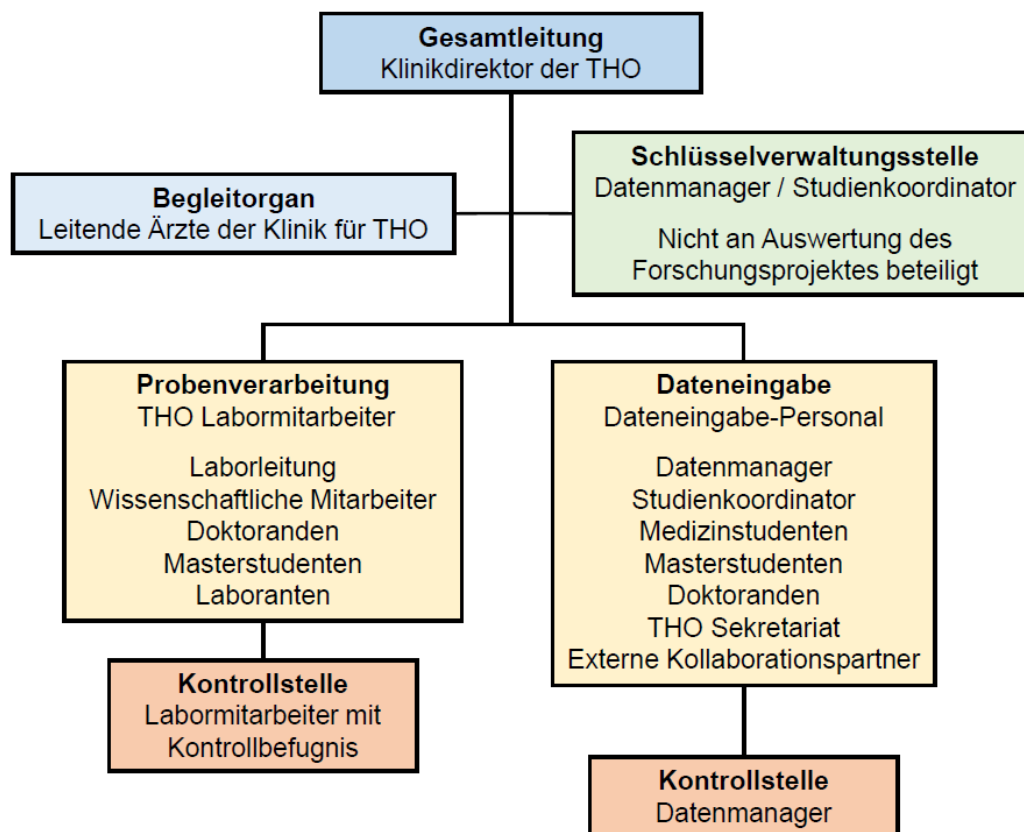 Gesamtleitung
Klinikdirektor der THO
Schlüsselverwaltungsstelle
Datenmanager / Studienkoordinator
Nicht an Auswertung des
Forschungsprojektes beteiligt
Begleitorgan
Leitende Ärzte der Klinik für THO
Probenverarbeitung
THO Labormitarbeiter
Laborleitung
Wissenschaftliche Mitarbeiter
Doktoranden
Masterstudenten
Laboranten
Dateneingabe
Dateneingabe-Personal
Datenmanager
Studienkoordinator
Medizinstudenten
Masterstudenten
Doktoranden
THO Sekretariat
Externe Kollaborationspartner
Kontrollstelle
Labormitarbeiter mit
Kontrollbefugnis
Kontrollstelle
Datenmanager